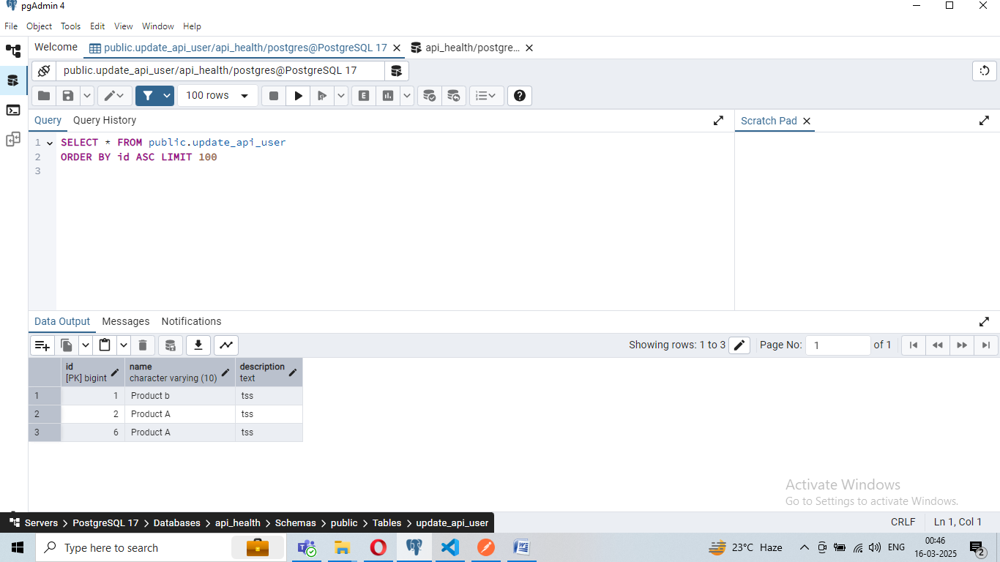 pgAdmin 4
File Object Tools Edit View Window Help
Welcome public.update_api_user/api_health/postgres@PostgreSQL 17 api_health/postgre...
public.update_api_user/api_health/postgres@PostgreSQL 17
100 rows E
Query Query History Scratch Pad
1 SELECT * FROM public.update_api_user
2 ORDER BY id ASC LIMIT 100
3
Data Output Messages Notifications
Showing rows: 1 to 3 Page No: 1 of 1
id name description
[PK] bigint character varying (10) text
1 1 Product b tss
2 2 Product A tss
3 6 Product A tss
Activate Windows
Go to Settings to activate Windows.
Servers > PostgreSQL 17 > Databases > api_health > Schemas > public > Tables > update_api_user CRLF Ln 1, Col 1
Type here to search 23°C Haze ENG 00:46
16-03-2025 2